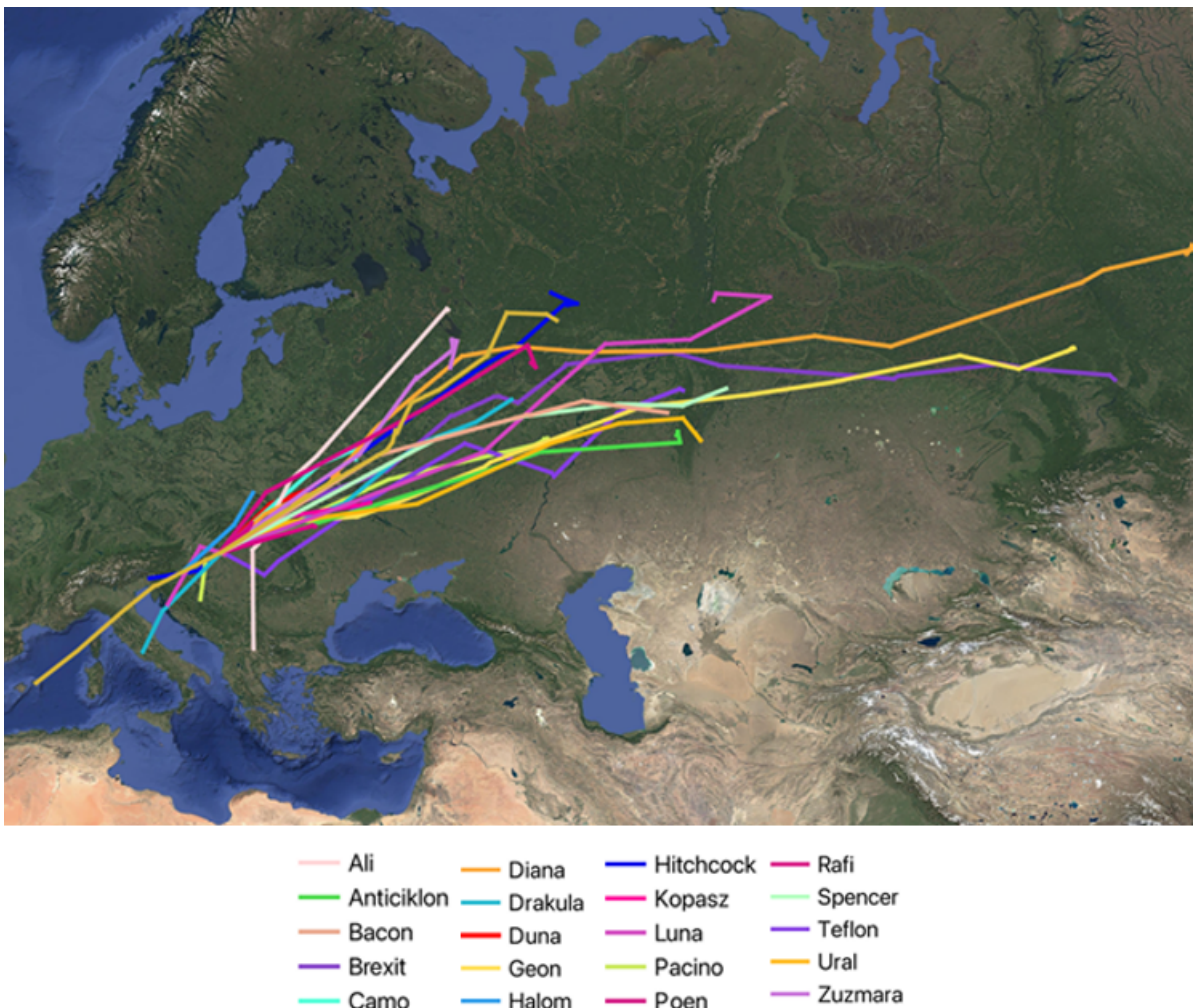 Ali
Anticiklon
Bacon
Brexit
Camo
Diana
Drakula
Duna
Geon
Halom
Hitchcock
Kopasz
Luna
Pacino
Poen
Rafi
Spencer
Teflon
Ural
Zuzmara